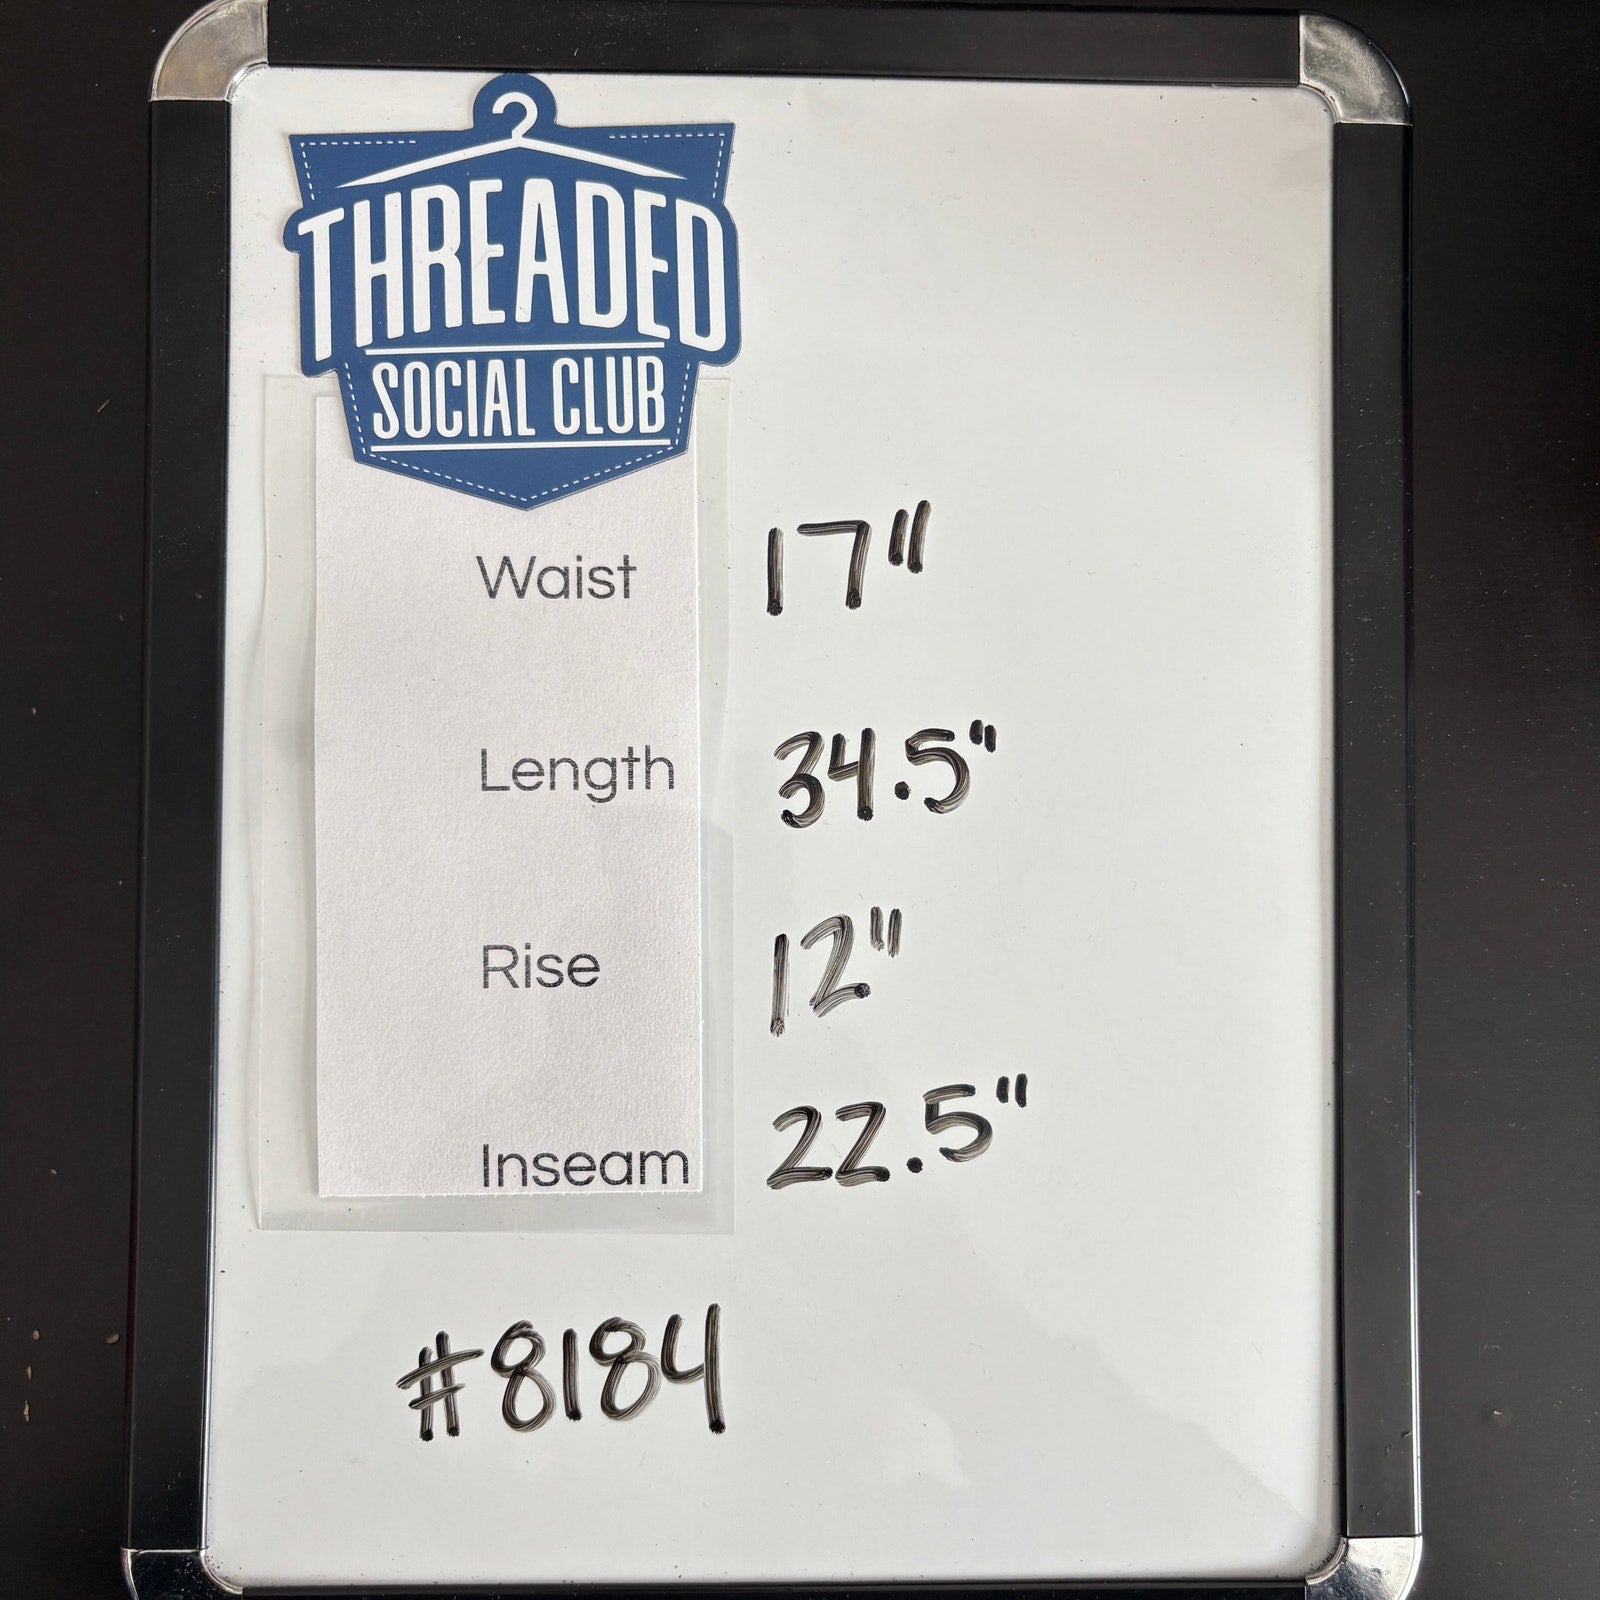 THREADED
SOCIAL CLUB
Waist 17"
Length 34.5"
Rise 12"
Inseam 22.5"
#8184